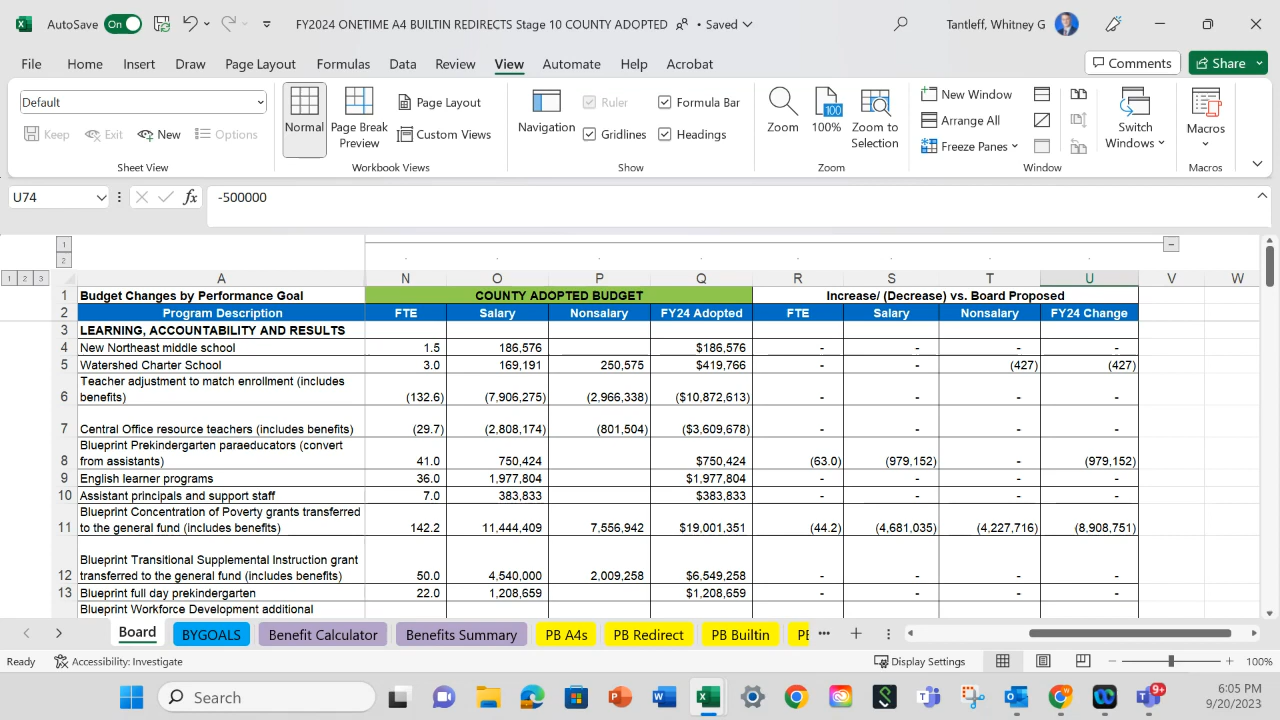 AutoSave On FY2024 ONETIME A4 BUILTIN REDIRECTS Stage 10 COUNTY ADOPTED • Saved Tantleff, Whitney G
File Home Insert Draw Page Layout Formulas Data Review View Automate Help Acrobat Comments Share
Default
Keep Exit New Options
Sheet View
Normal Page Break Preview Page Layout Custom Views
Workbook Views
Navigation Ruler Formula Bar
Gridlines Headings
Show
Zoom 100 100% Zoom to Selection
Zoom
New Window
Arrange All
Freeze Panes
Switch Windows
Window
Macros
Macros
U74 fx -500000
1
2
1 2 3 A N O P Q R S T U V W
1 Budget Changes by Performance Goal COUNTY ADOPTED BUDGET Increase/ (Decrease) vs. Board Proposed
2 Program Description FTE Salary Nonsalary FY24 Adopted FTE Salary Nonsalary FY24 Change
3 LEARNING, ACCOUNTABILITY AND RESULTS
4 New Northeast middle school 1.5 186,576 $186,576 - - - -
5 Watershed Charter School 3.0 169,191 250,575 $419,766 - - (427) (427)
Teacher adjustment to match enrollment (includes
6 benefits) (132.6) (7,906,275) (2,966,338) ($10,872,613) - - - -
7 Central Office resource teachers (includes benefits) (29.7) (2,808,174) (801,504) ($3,609,678) - - - -
Blueprint Prekindergarten paraeducators (convert
8 from assistants) 41.0 750,424 $750,424 (63.0) (979,152) - (979,152)
9 English learner programs 36.0 1,977,804 $1,977,804 - - - -
10 Assistant principals and support staff 7.0 383,833 $383,833 - - - -
Blueprint Concentration of Poverty grants transferred
11 to the general fund (includes benefits) 142.2 11,444,409 7,556,942 $19,001,351 (44.2) (4,681,035) (4,227,716) (8,908,751)
Blueprint Transitional Supplemental Instruction grant
12 transferred to the general fund (includes benefits) 50.0 4,540,000 2,009,258 $6,549,258 - - - -
13 Blueprint full day prekindergarten 22.0 1,208,659 $1,208,659 - - - -
Blueprint Workforce Development additional
Board BYGOALS Benefit Calculator Benefits Summary PB A4s PB Redirect PB Builtin PE
Ready Accessibility: Investigate Display Settings 100%
Search 9+ 6:05 PM
9/20/2023